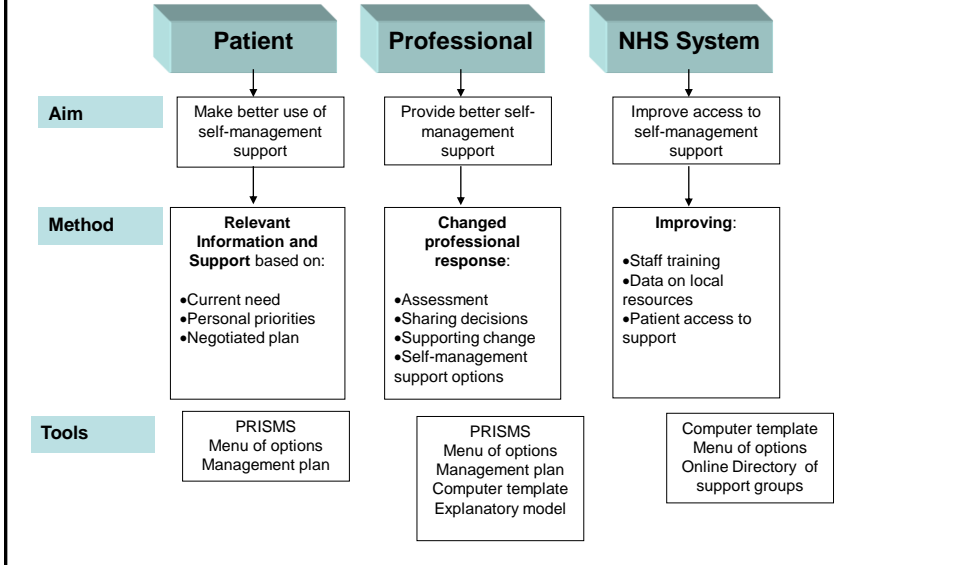 Patient
Professional
NHS System
Aim
Make better use of
self-management
support
Provide better self-
management
support
Improve access to
self-management
support
Method
Relevant
Information and
Support based on:
•Current need
•Personal priorities
•Negotiated plan
Changed
professional
response:
•Assessment
•Sharing decisions
•Supporting change
•Self-management
support options
Improving:
•Staff training
•Data on local
resources
•Patient access to
support
Tools
PRISMS
Menu of options
Management plan
PRISMS
Menu of options
Management plan
Computer template
Explanatory model
Computer template
Menu of options
Online Directory of
support groups